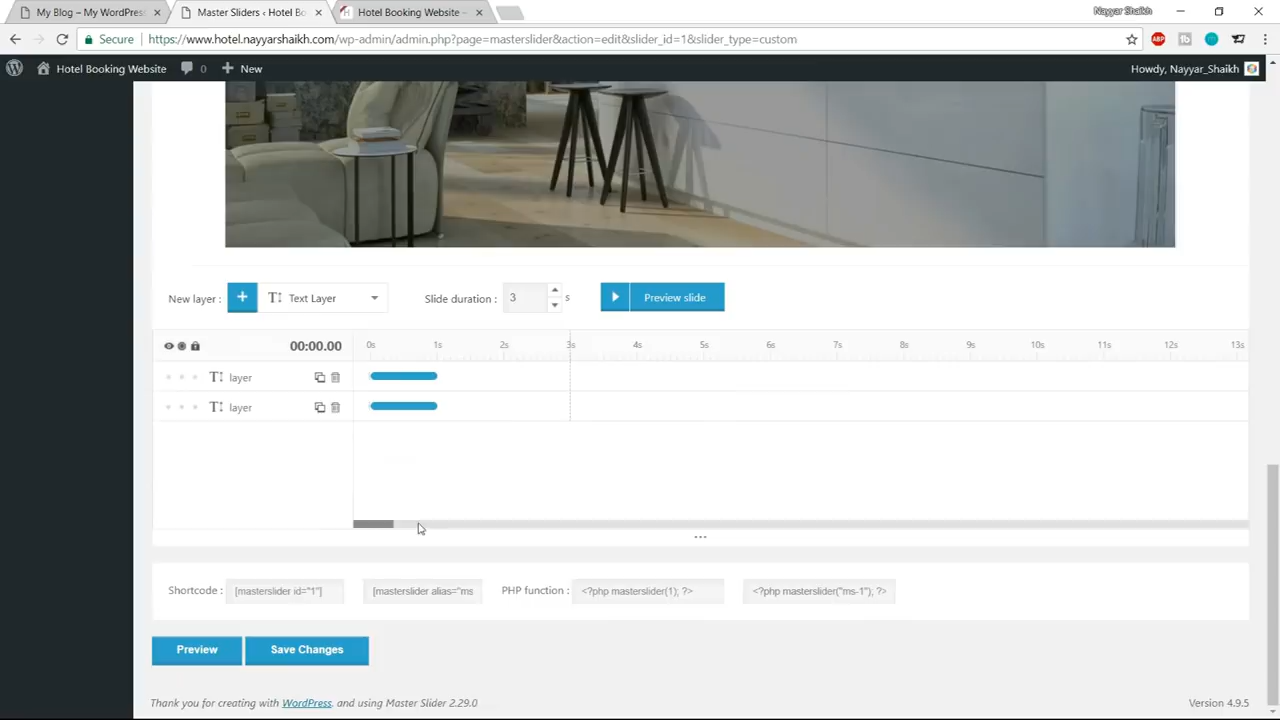 My Blog – My WordPress
Master Sliders ‹ Hotel Bo
Hotel Booking Website –
Nayyar Shaikh
Secure
https://www.hotel.nayyarshaikh.com/wp-admin/admin.php?page=masterslider&action=edit&slider_id=1&slider_type=custom
Hotel Booking Website 0 + New Howdy, Nayyar_Shaikh
New layer : + Text Layer Slide duration : 3 s Preview slide
00:00.00 0s 1s 2s 3s 4s 5s 6s 7s 8s 9s 10s 11s 12s 13s
layer
layer
Shortcode : [masterslider id="1"] [masterslider alias="ms PHP function : <?php masterslider(1); ?> <?php masterslider("ms-1"); ?>
Preview Save Changes
Thank you for creating with WordPress. and using Master Slider 2.29.0 Version 4.9.5